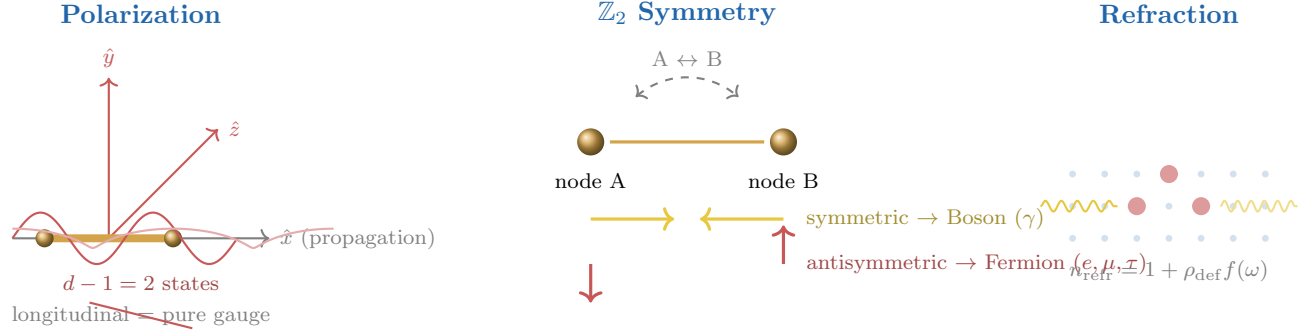 Polarization
ŷ
ẑ
x̂ (propagation)
d − 1 = 2 states
longitudinal = pure gauge
ℤ₂ Symmetry
A ↔ B
node A
node B
symmetric → Boson (γ)
antisymmetric → Fermion (e, μ, τ)
Refraction
n_refr = 1 + ρ_def f(ω)